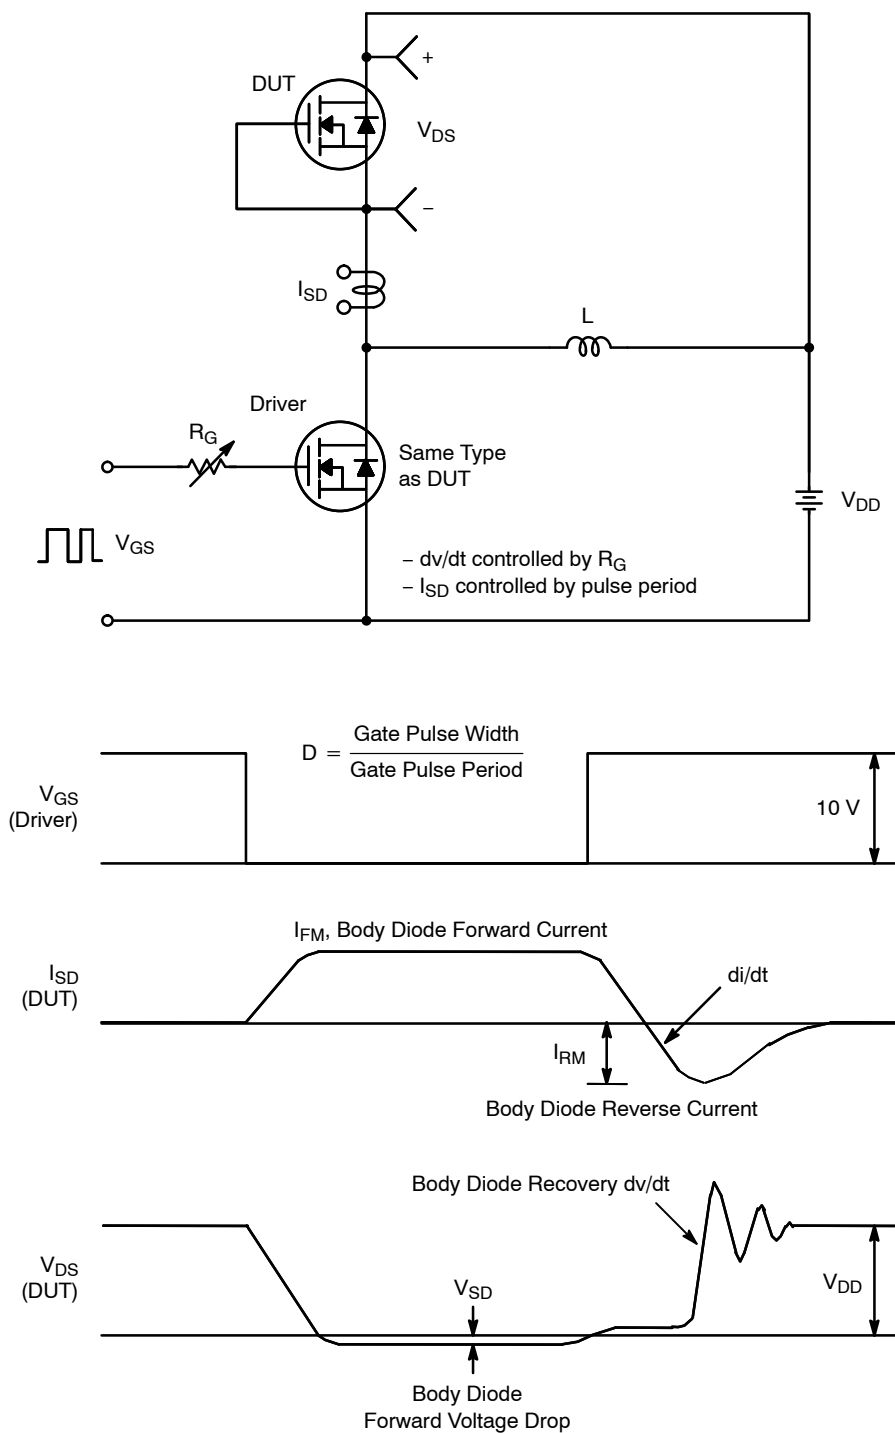 DUT
+
V_DS
−
I_SD
L
Driver
R_G
Same Type
as DUT
V_GS
V_DD
− dv/dt controlled by R_G
− I_SD controlled by pulse period
D = Gate Pulse Width
Gate Pulse Period
V_GS
(Driver)
10 V
I_FM, Body Diode Forward Current
I_SD
(DUT)
di/dt
I_RM
Body Diode Reverse Current
Body Diode Recovery dv/dt
V_DS
(DUT)
V_SD
V_DD
Body Diode
Forward Voltage Drop